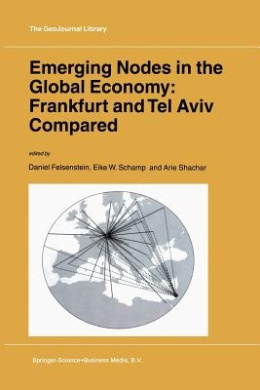 The GeoJournal Library
Emerging Nodes in the
Global Economy:
Frankfurt and Tel Aviv
Compared
edited by
Daniel Felsenstein, Eike W. Schamp and Arie Shachar
Springer-Science+Business Media, B.V.